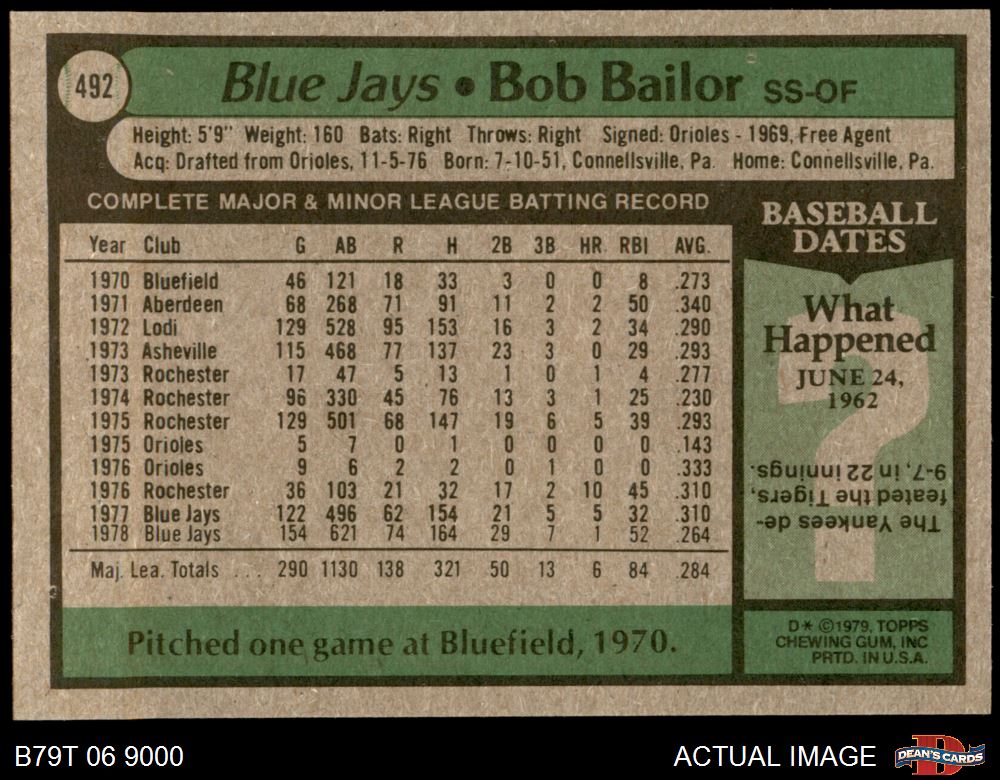 492
Blue Jays • Bob Bailor SS-OF
Height: 5'9" Weight: 160 Bats: Right Throws: Right Signed: Orioles - 1969, Free Agent
Acq: Drafted from Orioles, 11-5-76 Born: 7-10-51, Connellsville, Pa. Home: Connellsville, Pa.
COMPLETE MAJOR & MINOR LEAGUE BATTING RECORD
Year Club G AB R H 2B 3B HR RBI AVG.
1970 Bluefield 46 121 18 33 3 0 0 8 .273
1971 Aberdeen 68 268 71 91 11 2 2 50 .340
1972 Lodi 129 528 95 153 16 3 2 34 .290
1973 Asheville 115 468 77 137 23 3 0 29 .293
1973 Rochester 17 47 5 13 1 0 1 4 .277
1974 Rochester 96 330 45 76 13 3 1 25 .230
1975 Rochester 129 501 68 147 19 6 5 39 .293
1975 Orioles 5 7 0 1 0 0 0 0 .143
1976 Orioles 9 6 2 2 0 1 0 0 .333
1976 Rochester 36 103 21 32 17 2 10 45 .310
1977 Blue Jays 122 496 62 154 21 5 5 32 .310
1978 Blue Jays 154 621 74 164 29 7 1 52 .264
Maj. Lea. Totals ... 290 1130 138 321 50 13 6 84 .284
Pitched one game at Bluefield, 1970.
BASEBALL
DATES
What
Happened
JUNE 24,
1962
The Yankees de-
feated the Tigers,
9-7, in 22 innings.
D* ©1979, TOPPS
CHEWING GUM, INC
PRTD. IN U.S.A.
B79T 06 9000
ACTUAL IMAGE
D
DEAN'S CARDS